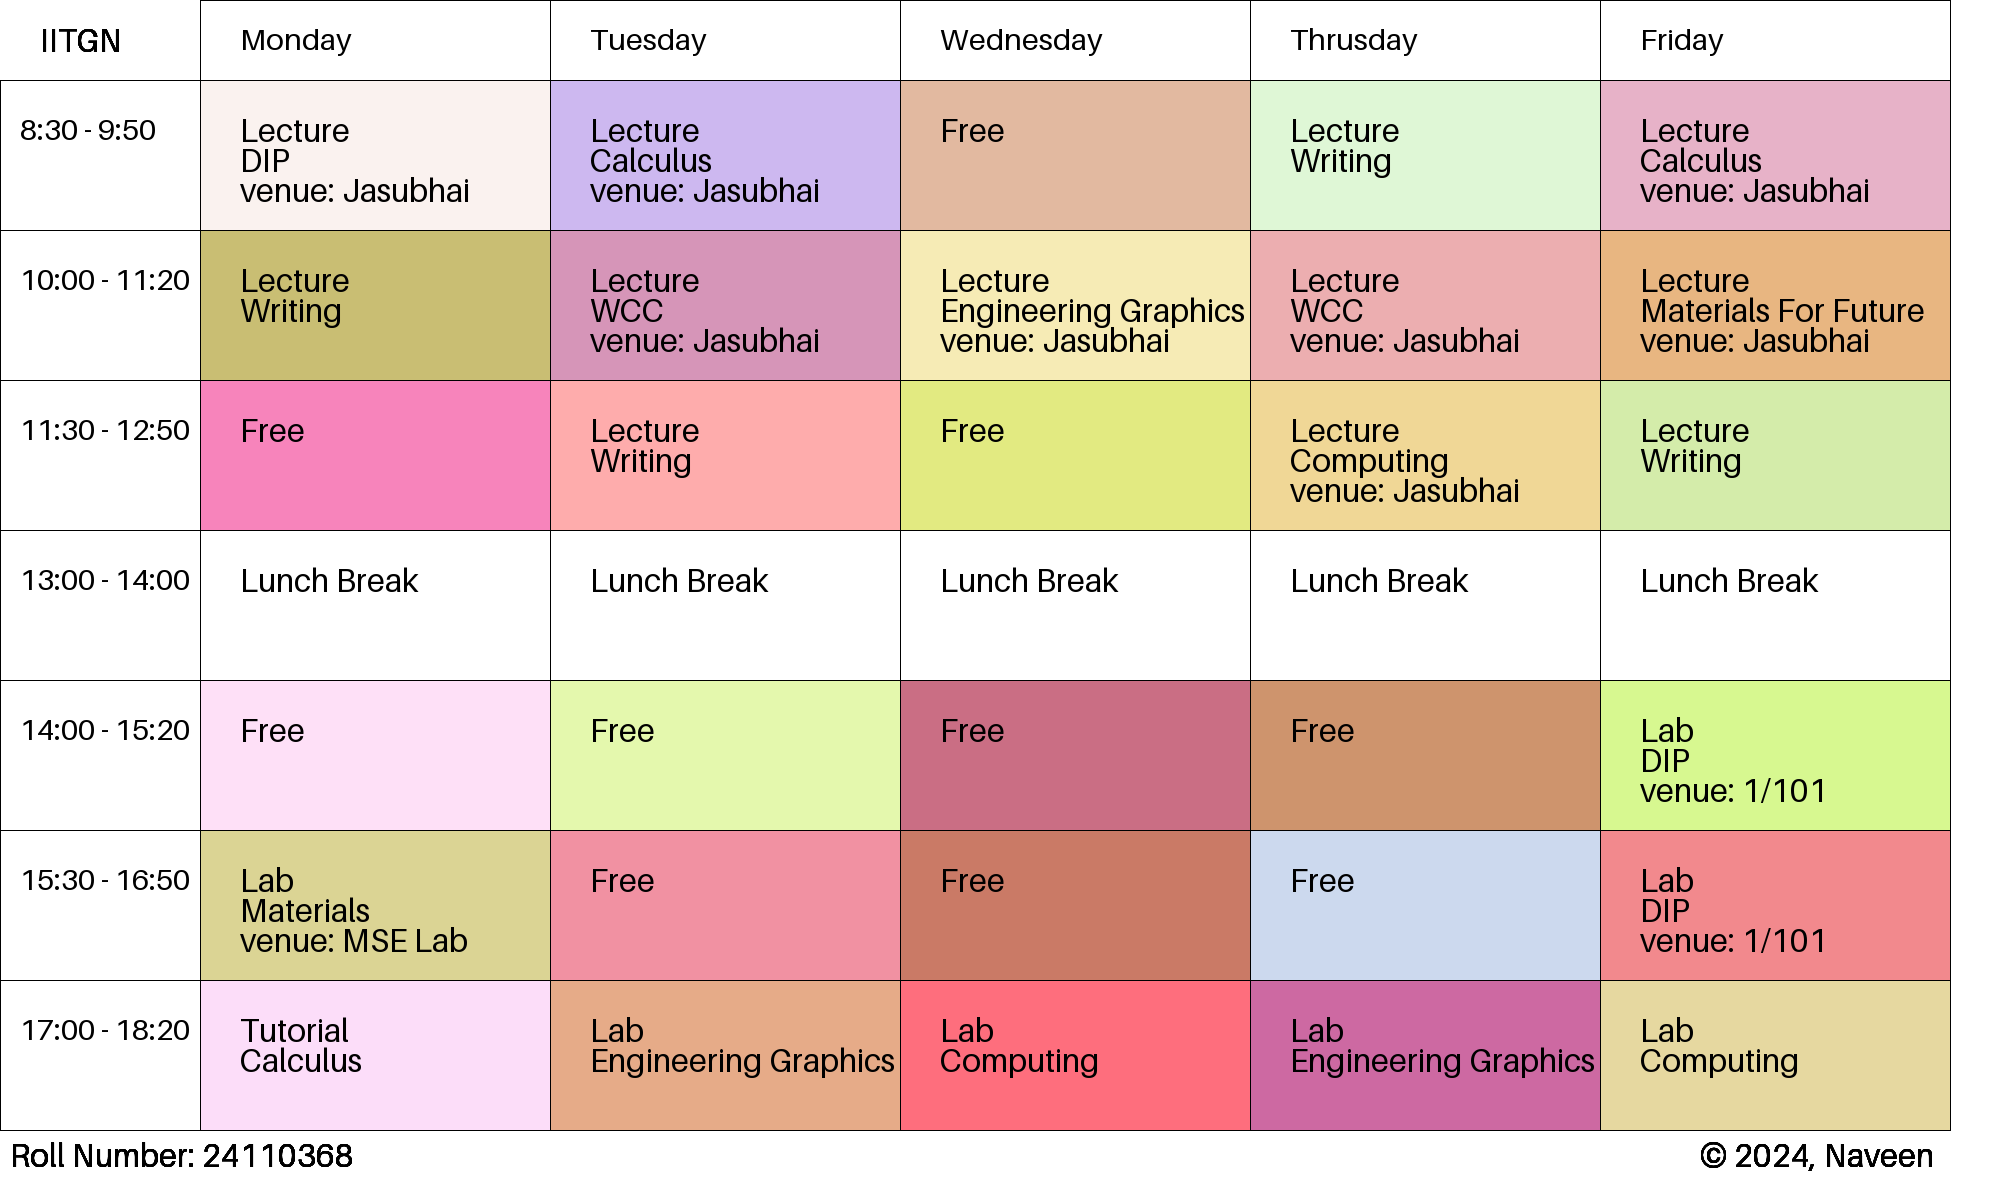 IITGN
Monday
Tuesday
Wednesday
Thrusday
Friday
8:30 - 9:50
Lecture
DIP
venue: Jasubhai
Lecture
Calculus
venue: Jasubhai
Free
Lecture
Writing
Lecture
Calculus
venue: Jasubhai
10:00 - 11:20
Lecture
Writing
Lecture
WCC
venue: Jasubhai
Lecture
Engineering Graphics
venue: Jasubhai
Lecture
WCC
venue: Jasubhai
Lecture
Materials For Future
venue: Jasubhai
11:30 - 12:50
Free
Lecture
Writing
Free
Lecture
Computing
venue: Jasubhai
Lecture
Writing
13:00 - 14:00
Lunch Break
Lunch Break
Lunch Break
Lunch Break
Lunch Break
14:00 - 15:20
Free
Free
Free
Free
Lab
DIP
venue: 1/101
15:30 - 16:50
Lab
Materials
venue: MSE Lab
Free
Free
Free
Lab
DIP
venue: 1/101
17:00 - 18:20
Tutorial
Calculus
Lab
Engineering Graphics
Lab
Computing
Lab
Engineering Graphics
Lab
Computing
Roll Number: 24110368
© 2024, Naveen